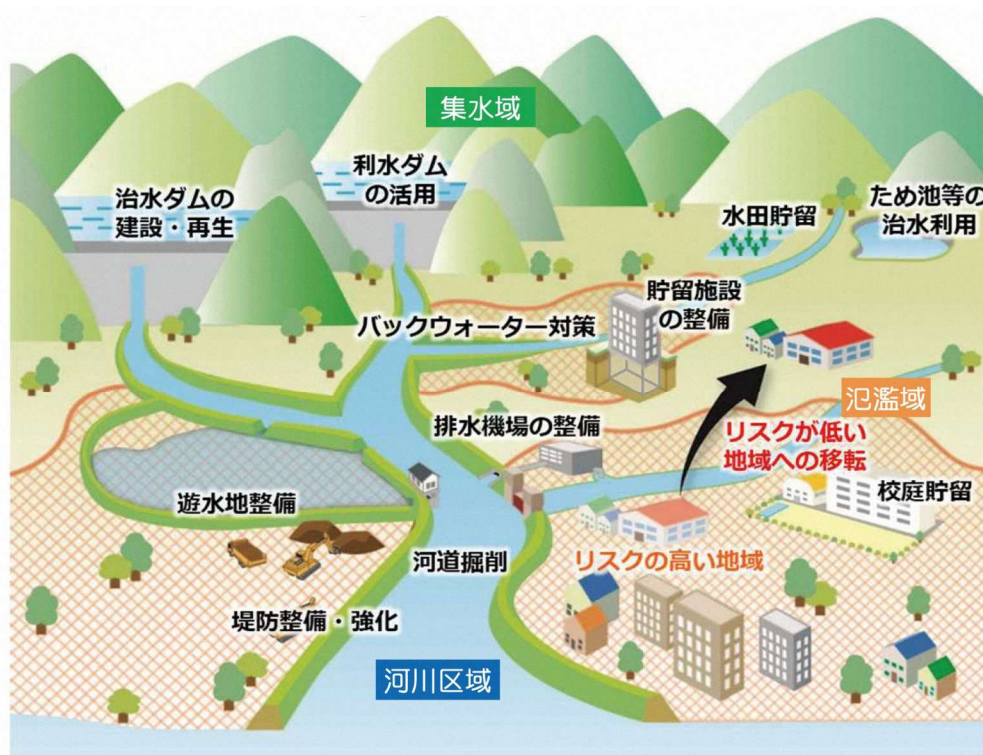 集水域
治水ダムの
建設・再生
利水ダム
の活用
水田貯留
ため池等の
治水利用
貯留施設
の整備
バックウォーター対策
氾濫域
排水機場の整備
リスクが低い
地域への移転
校庭貯留
遊水地整備
河道掘削
リスクの高い地域
堤防整備・強化
河川区域